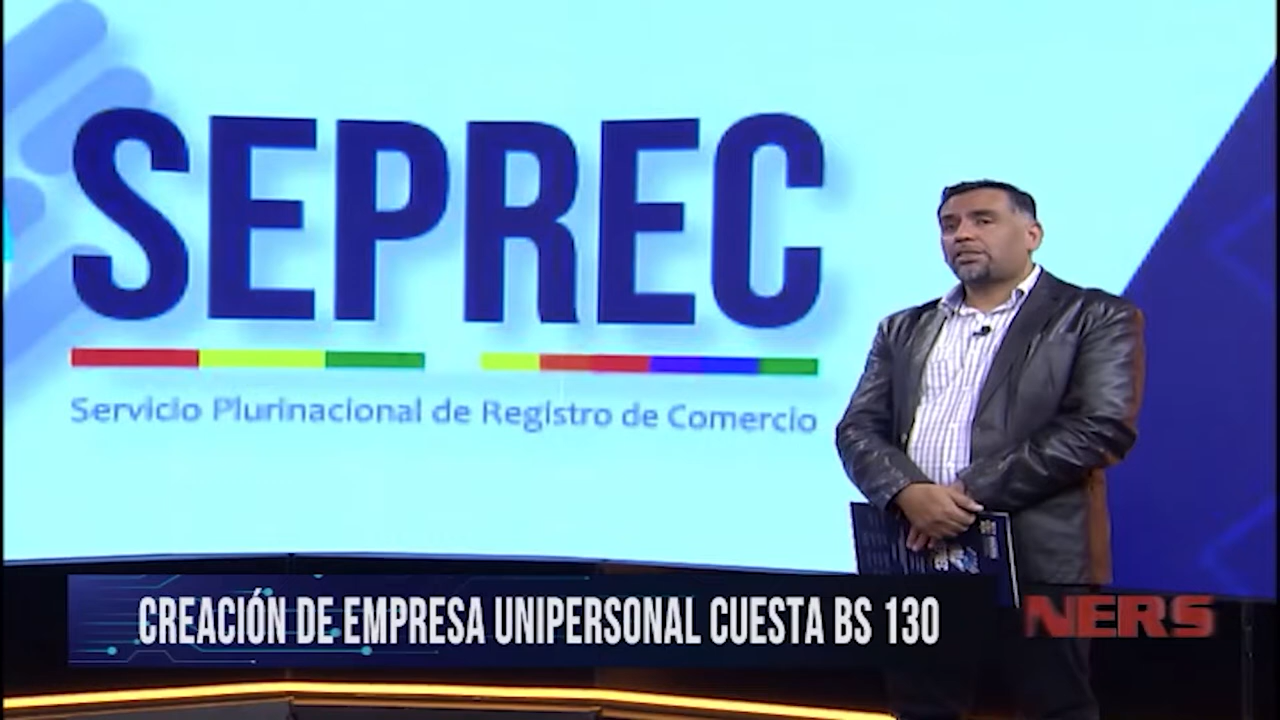 SEPREC
Servicio Plurinacional de Registro de Comercio
CREACIÓN DE EMPRESA UNIPERSONAL CUESTA BS 130
NERS